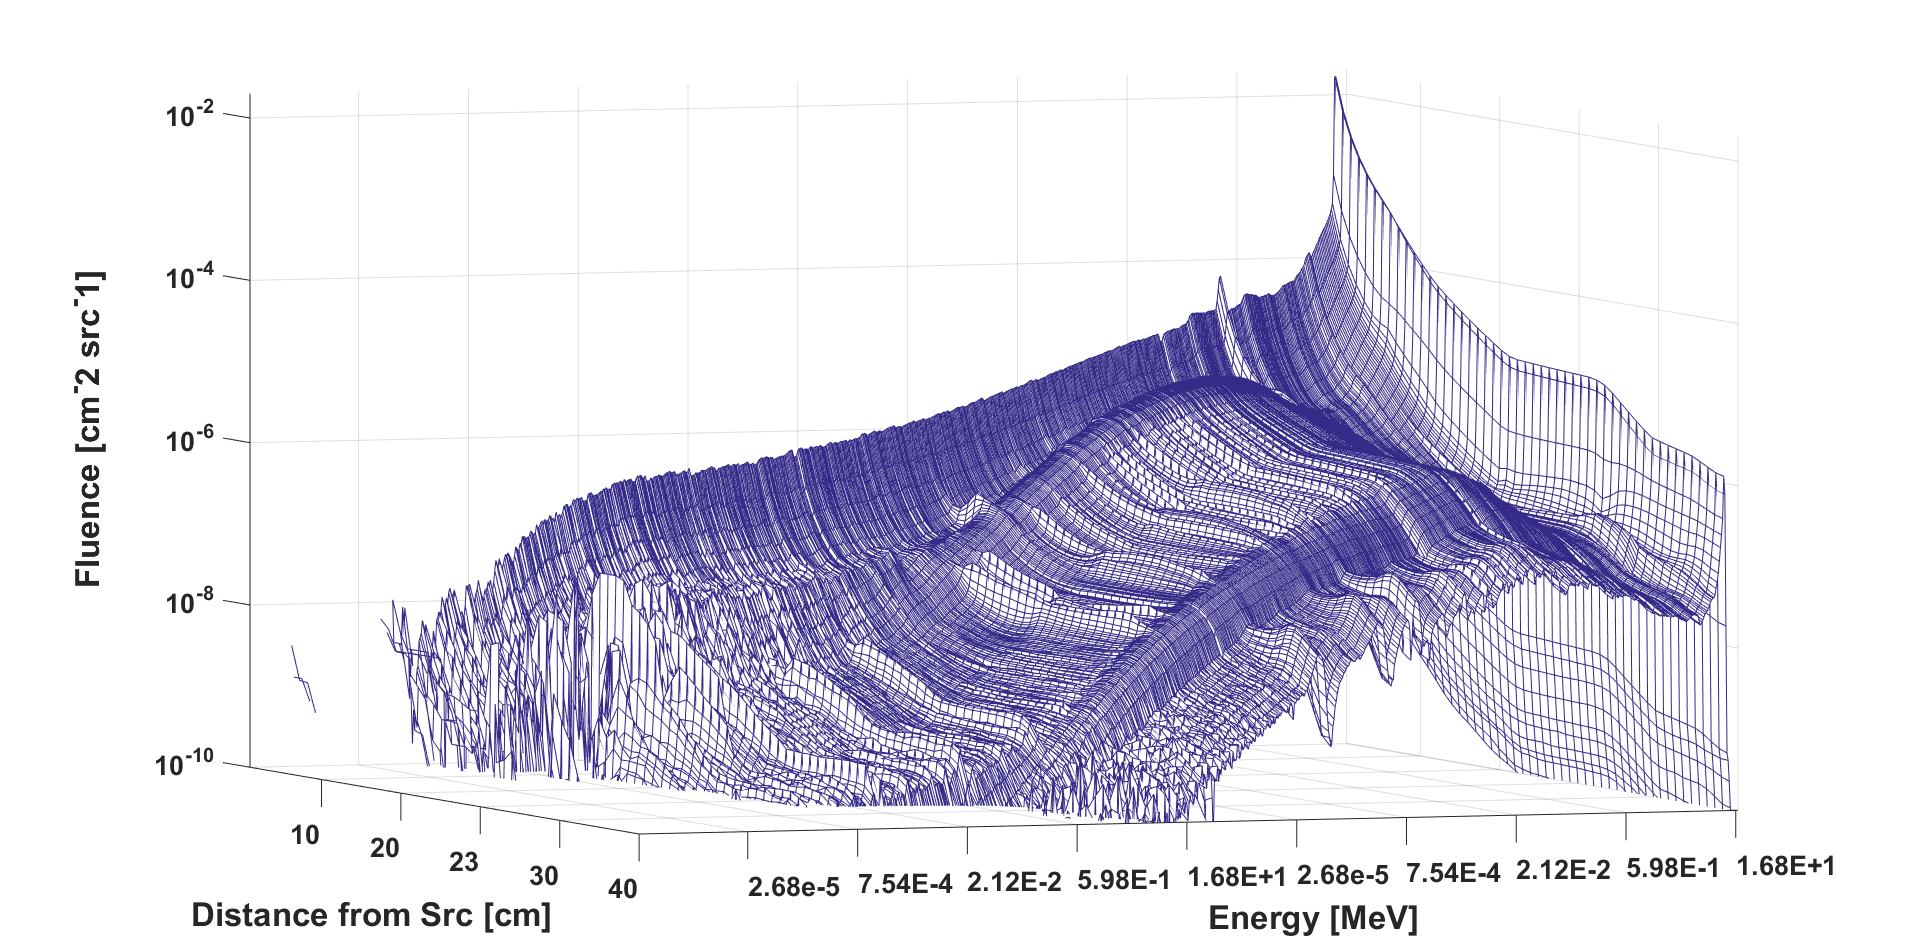 10-2
10-4
10-6
10-8
10-10
Fluence [cm-2 src-1]
10
20
23
30
40
Distance from Src [cm]
2.68e-5 7.54E-4 2.12E-2 5.98E-1 1.68E+1 2.68e-5 7.54E-4 2.12E-2 5.98E-1 1.68E+1
Energy [MeV]